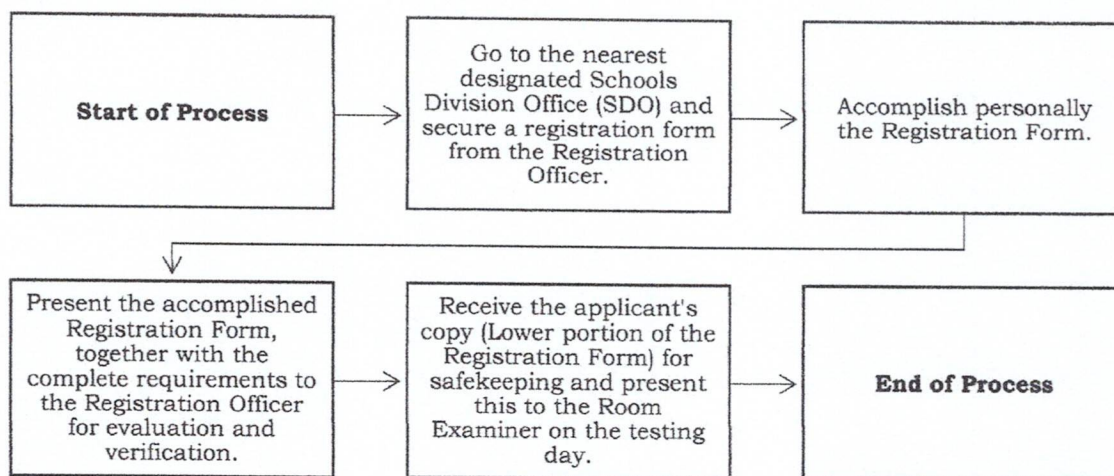 Start of Process
Go to the nearest
designated Schools
Division Office (SDO) and
secure a registration form
from the Registration
Officer.
Accomplish personally
the Registration Form.
Present the accomplished
Registration Form,
together with the
complete requirements to
the Registration Officer
for evaluation and
verification.
Receive the applicant's
copy (Lower portion of the
Registration Form) for
safekeeping and present
this to the Room
Examiner on the testing
day.
End of Process